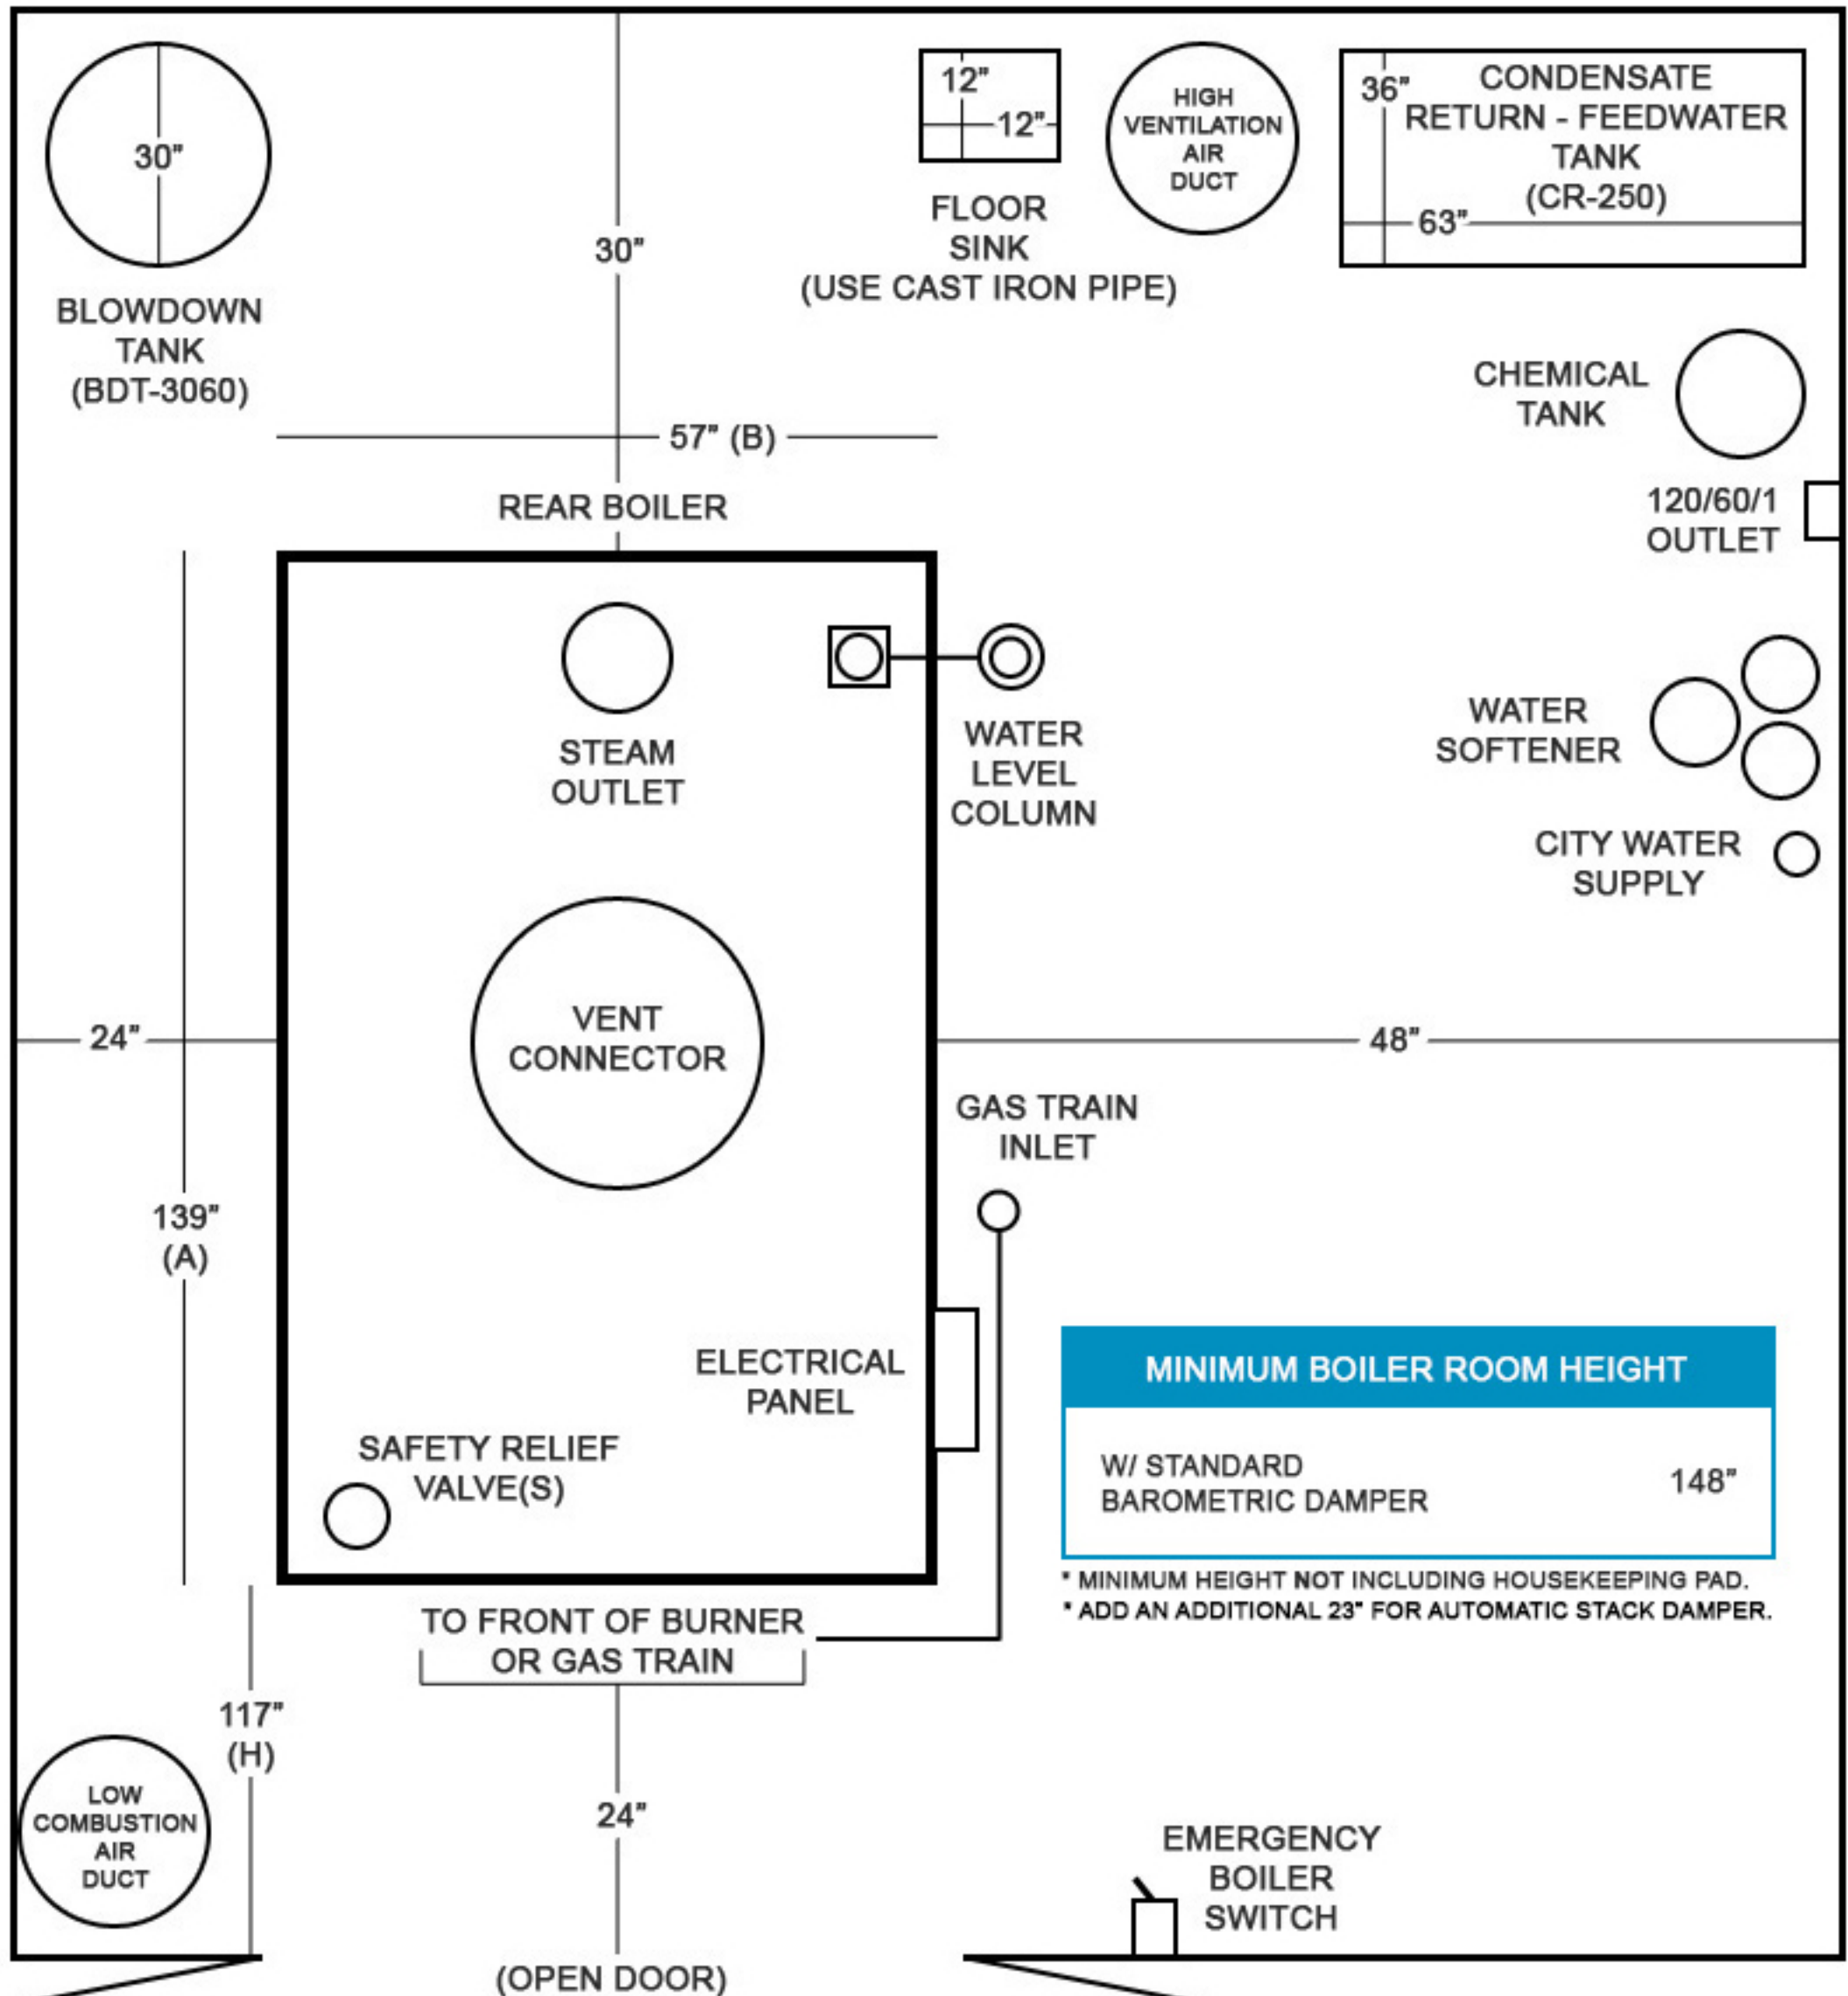 30”
BLOWDOWN
TANK
(BDT-3060)
30”
12”
12”
FLOOR
SINK
(USE CAST IRON PIPE)
HIGH
VENTILATION
AIR
DUCT
36”
CONDENSATE
RETURN - FEEDWATER
TANK
(CR-250)
63”
CHEMICAL
TANK
120/60/1
OUTLET
57” (B)
REAR BOILER
STEAM
OUTLET
WATER
LEVEL
COLUMN
WATER
SOFTENER
CITY WATER
SUPPLY
24”
VENT
CONNECTOR
48”
139”
(A)
GAS TRAIN
INLET
ELECTRICAL
PANEL
SAFETY RELIEF
VALVE(S)
MINIMUM BOILER ROOM HEIGHT
W/ STANDARD
BAROMETRIC DAMPER
148”
* MINIMUM HEIGHT NOT INCLUDING HOUSEKEEPING PAD.
* ADD AN ADDITIONAL 23” FOR AUTOMATIC STACK DAMPER.
TO FRONT OF BURNER
OR GAS TRAIN
117”
(H)
LOW
COMBUSTION
AIR
DUCT
24”
EMERGENCY
BOILER
SWITCH
(OPEN DOOR)